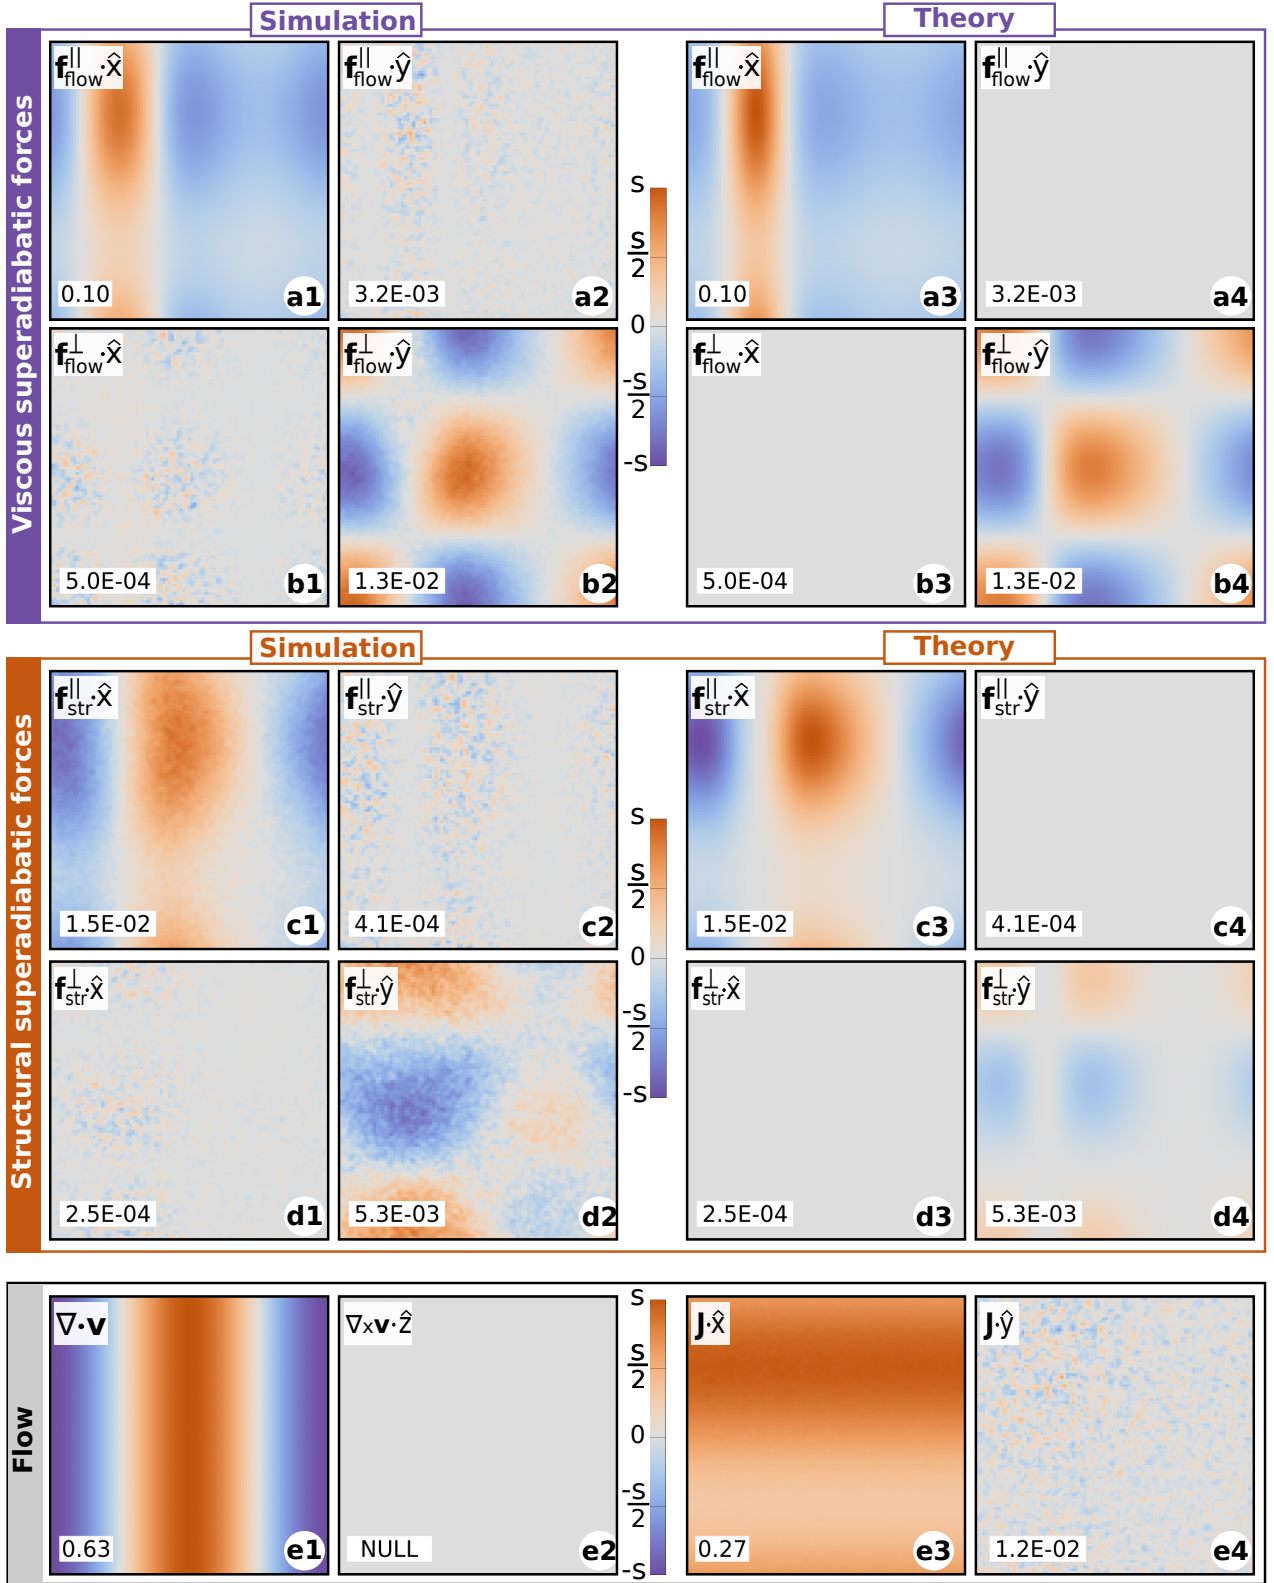 Simulation
Theory
Viscous superadiabatic forces
f∥flow·x̂
0.10
a1
f∥flow·ŷ
3.2E-03
a2
f∥flow·x̂
0.10
a3
f∥flow·ŷ
3.2E-03
a4
S
S/2
0
-S/2
-S
f⊥flow·x̂
5.0E-04
b1
f⊥flow·ŷ
1.3E-02
b2
f⊥flow·x̂
5.0E-04
b3
f⊥flow·ŷ
1.3E-02
b4
Simulation
Theory
Structural superadiabatic forces
f∥str·x̂
1.5E-02
c1
f∥str·ŷ
4.1E-04
c2
f∥str·x̂
1.5E-02
c3
f∥str·ŷ
4.1E-04
c4
S
S/2
0
-S/2
-S
f⊥str·x̂
2.5E-04
d1
f⊥str·ŷ
5.3E-03
d2
f⊥str·x̂
2.5E-04
d3
f⊥str·ŷ
5.3E-03
d4
Flow
∇·v
0.63
e1
∇×v·ẑ
NULL
e2
S
S/2
0
-S/2
-S
J·x̂
0.27
e3
J·ŷ
1.2E-02
e4